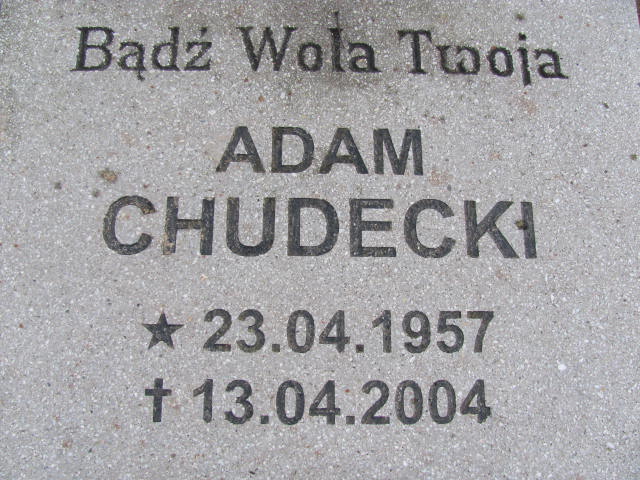 Bądź Wola Twoja
ADAM
CHUDECKI
★ 23.04.1957
✝ 13.04.2004